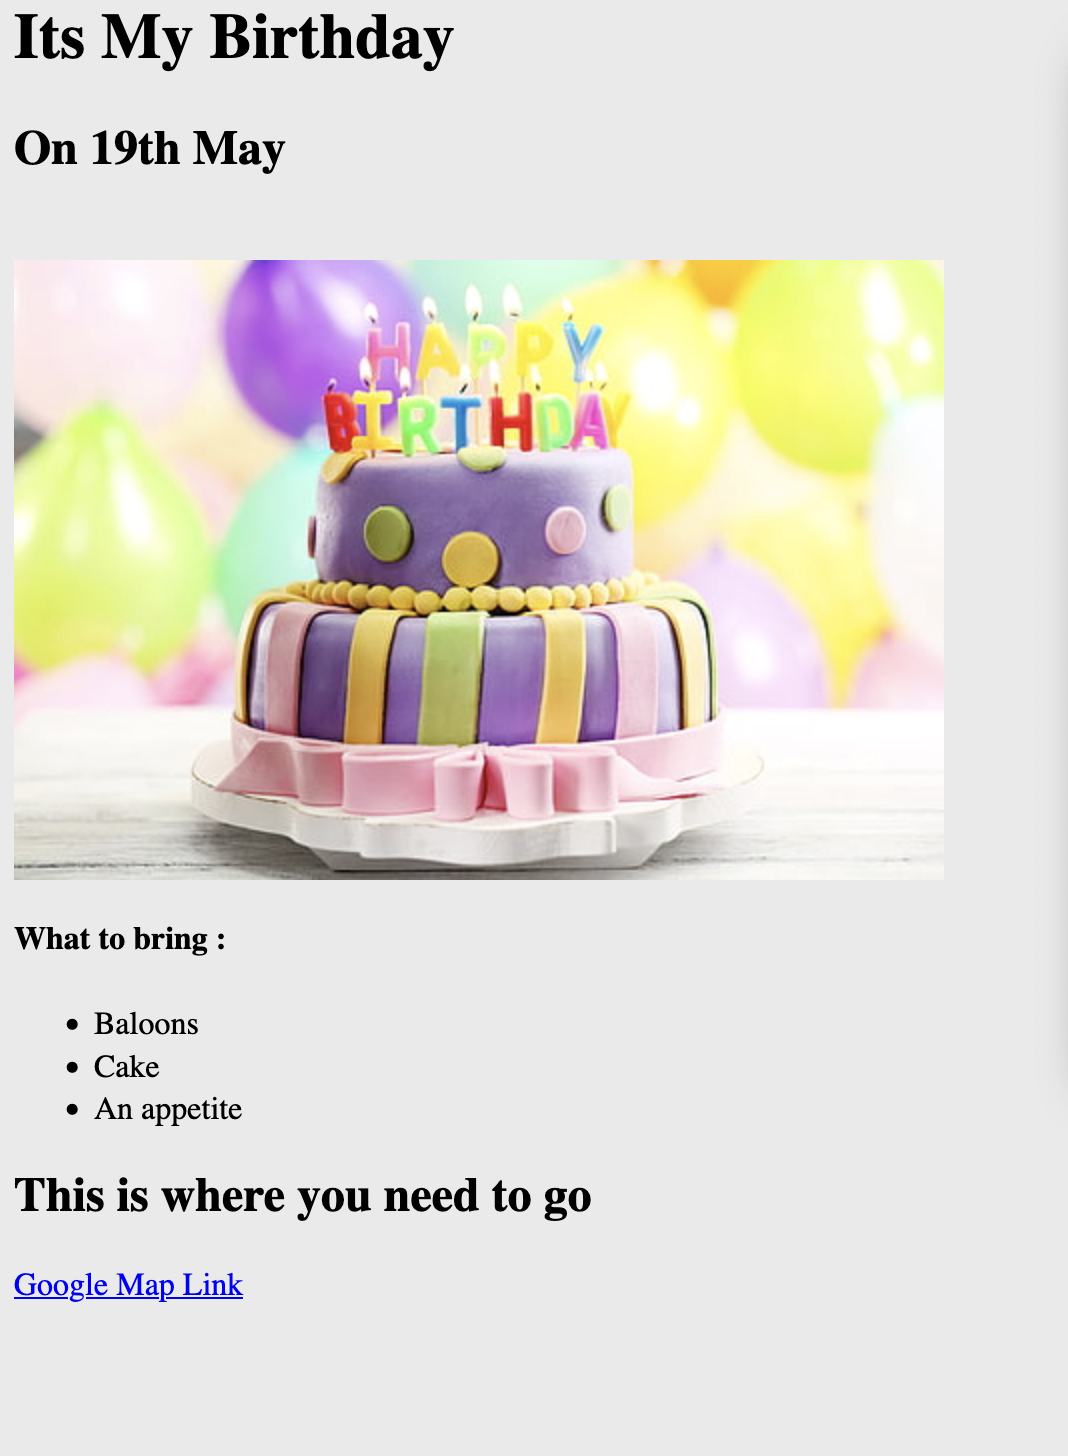 Its My Birthday
On 19th May
HAPPY
BIRTHDAY
What to bring :
Baloons
Cake
An appetite
This is where you need to go
Google Map Link